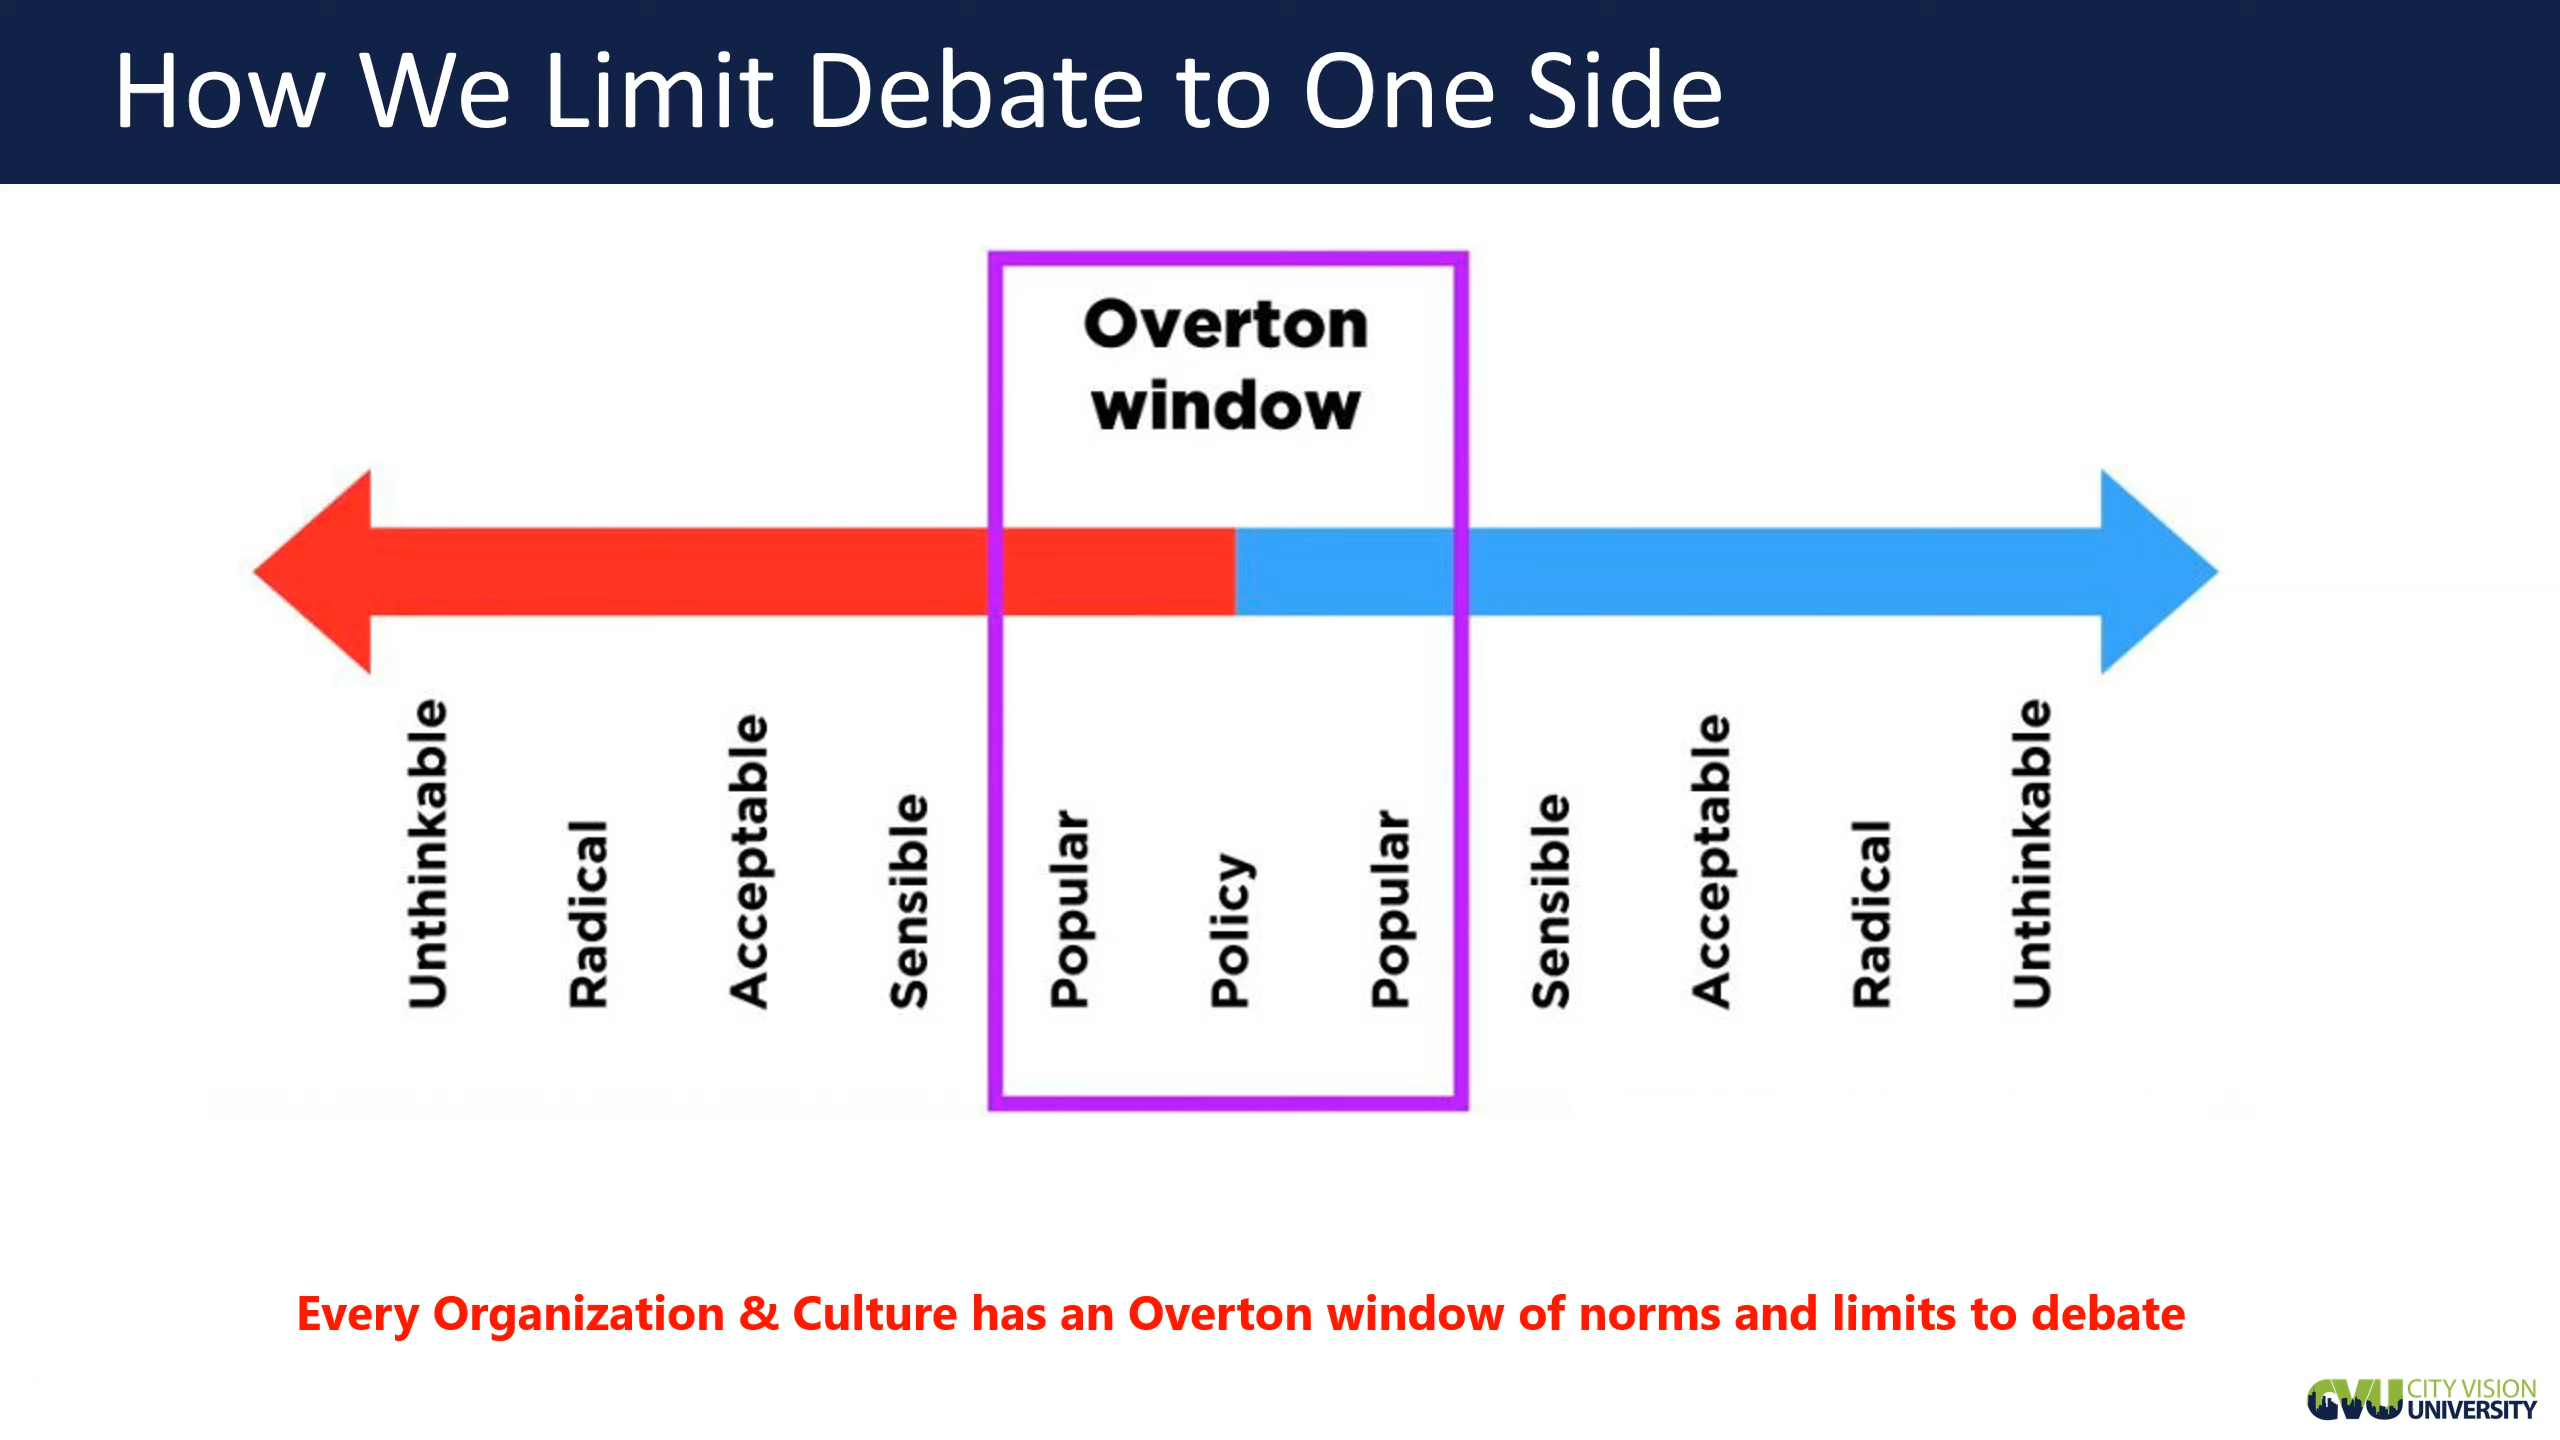 How We Limit Debate to One Side
Overton
window
Unthinkable
Radical
Acceptable
Sensible
Popular
Policy
Popular
Sensible
Acceptable
Radical
Unthinkable
Every Organization & Culture has an Overton window of norms and limits to debate
CVU
CITY VISION
UNIVERSITY